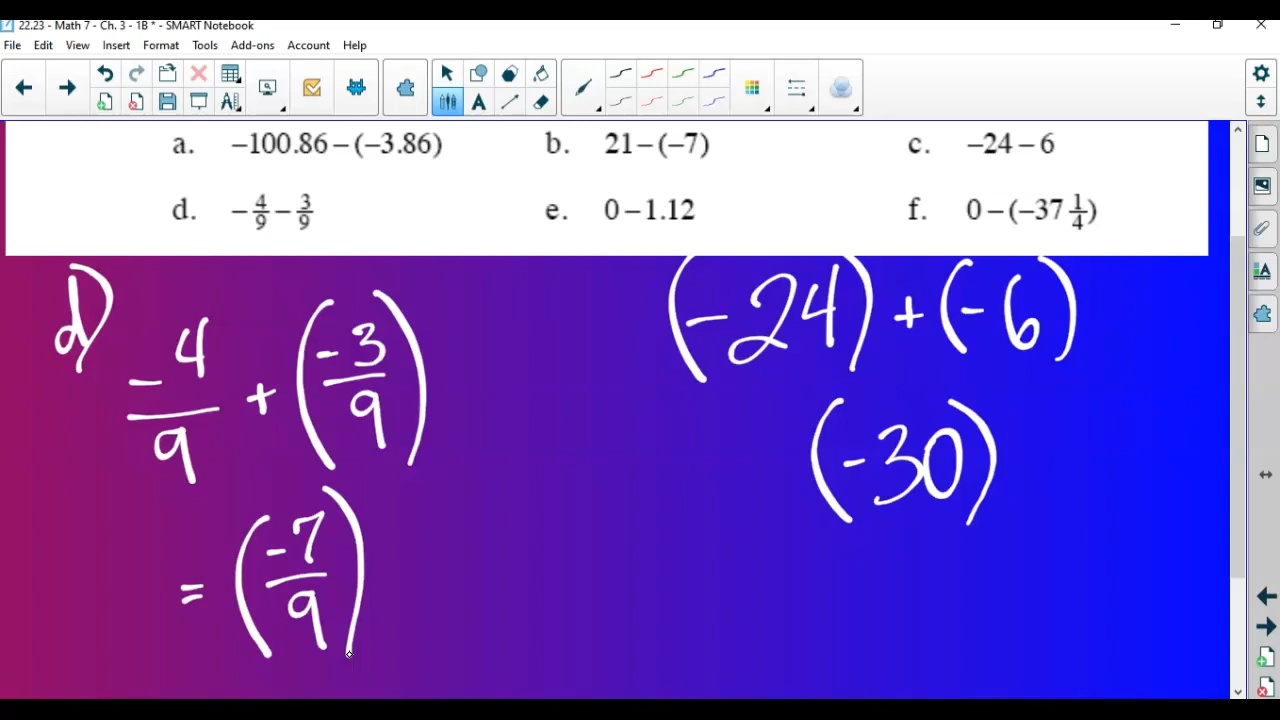 22.23 - Math 7 - Ch. 3 - 1B * - SMART Notebook
File Edit View Insert Format Tools Add-ons Account Help
a. −100.86 − (−3.86) b. 21 − (−7) c. −24 − 6
d. −4/9 − 3/9 e. 0 − 1.12 f. 0 − (−37 1/4)
d) -4/9 + (-3/9)
= (-7/9)
(-24) + (-6)
(-30)